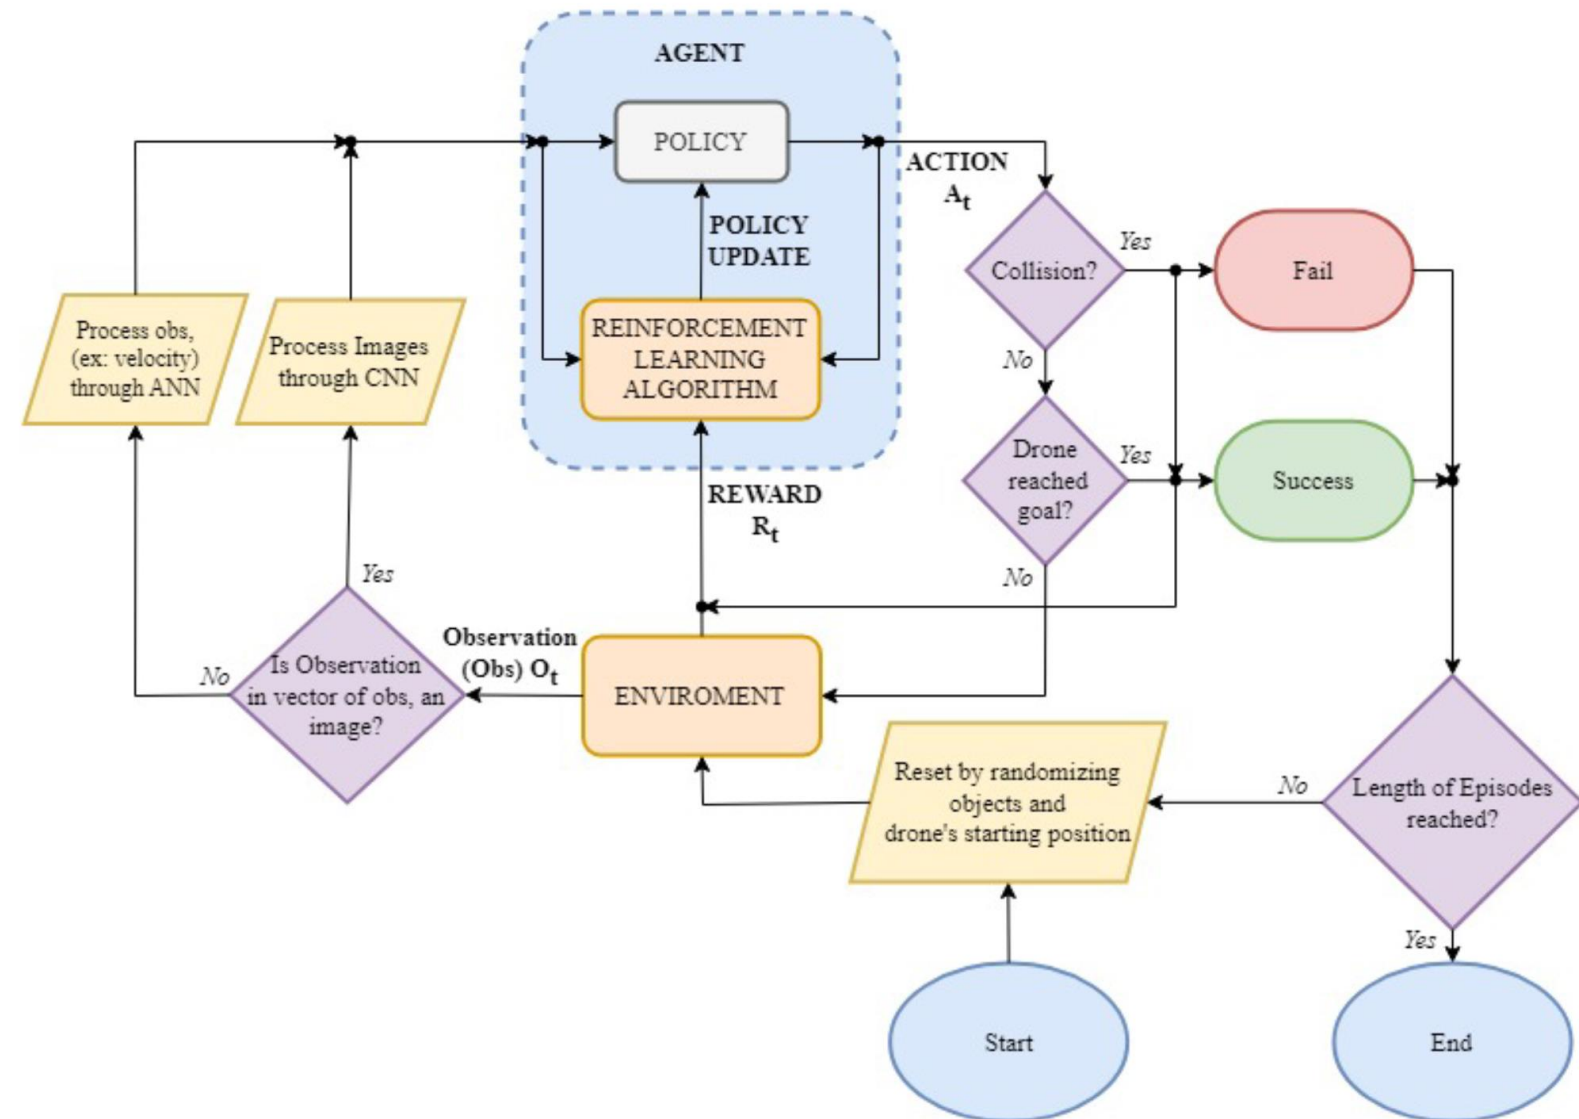 AGENT
POLICY
ACTION
At
POLICY
UPDATE
REINFORCEMENT
LEARNING
ALGORITHM
REWARD
Rt
Process obs,
(ex: velocity)
through ANN
Process Images
through CNN
Yes
No
Is Observation
in vector of obs, an
image?
Observation
(Obs) Ot
ENVIROMENT
Collision?
Yes
No
Fail
Drone
reached
goal?
Yes
No
Success
Reset by randomizing
objects and
drone's starting position
No
Length of Episodes
reached?
Yes
Start
End